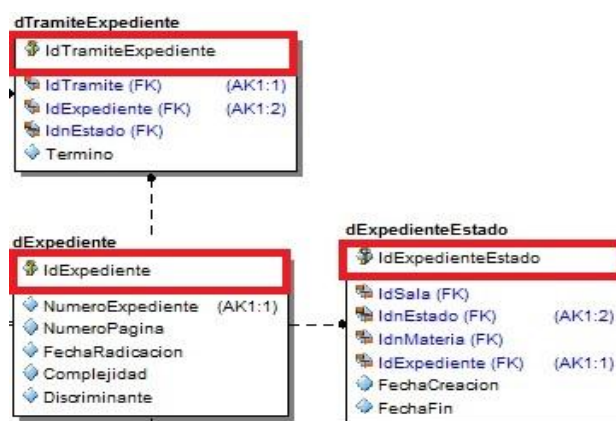 dTramiteExpediente
IdTramiteExpediente
IdTramite (FK) (AK1:1)
IdExpediente (FK) (AK1:2)
IdnEstado (FK)
Termino
dExpediente
IdExpediente
NumeroExpediente (AK1:1)
NumeroPagina
FechaRadicacion
Complejidad
Discriminante
dExpedienteEstado
IdExpedienteEstado
IdSala (FK)
IdnEstado (FK) (AK1:2)
IdnMateria (FK)
IdExpediente (FK) (AK1:1)
FechaCreacion
FechaFin